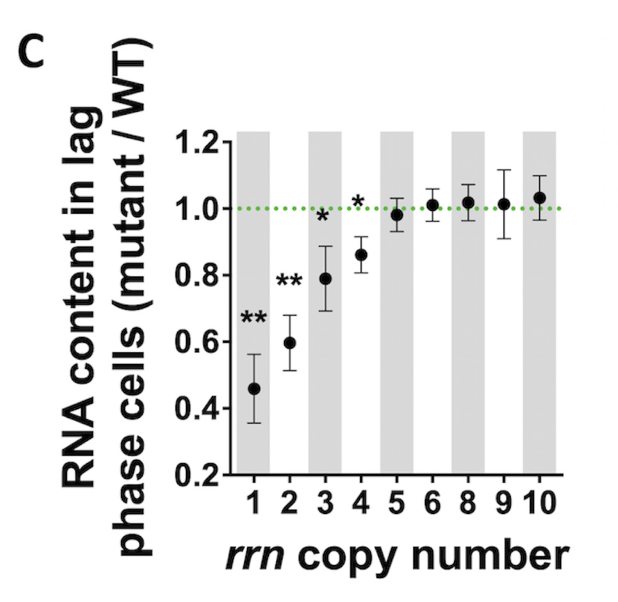 C
RNA content in lag
phase cells (mutant / WT)
1.2
1.0
0.8
0.6
0.4
0.2
**
**
*
*
1 2 3 4 5 6 8 9 10
rrn copy number